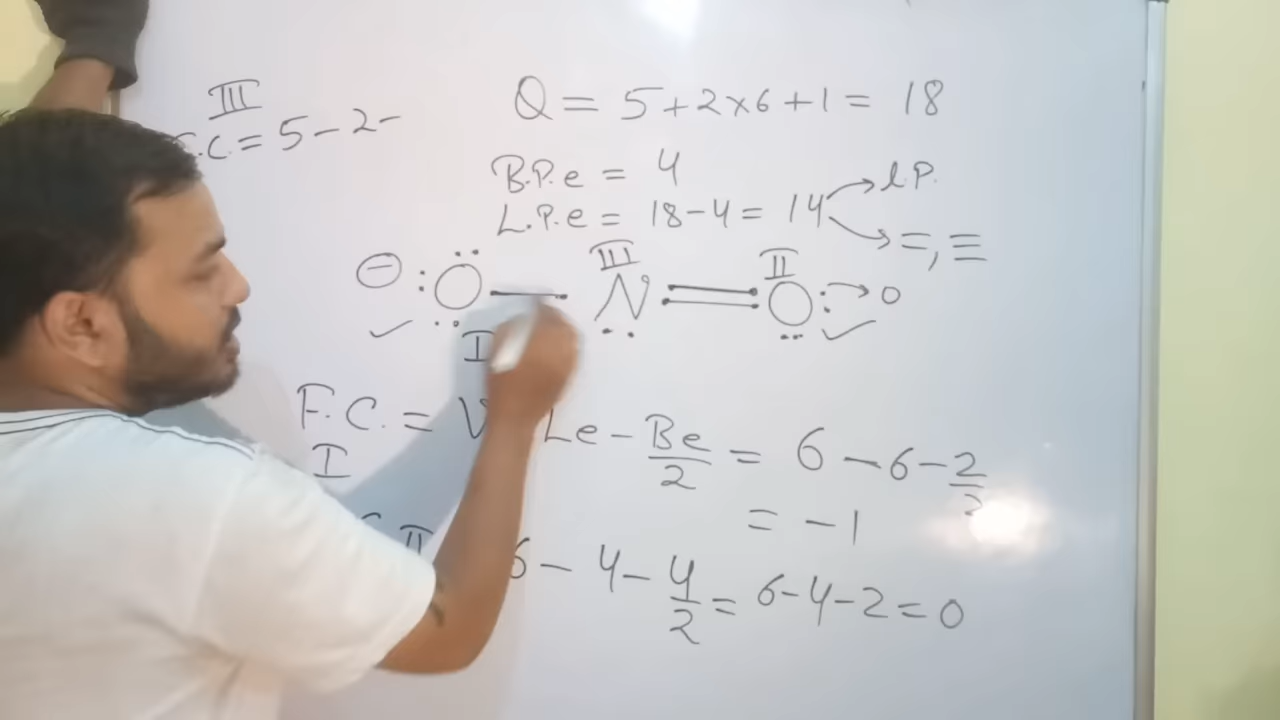 III
Q = 5+2×6+1 = 18
F.C = 5-2-
B.P.e = 4
l.P.
L.P.e = 18-4 = 14
=, ≡
III
II
⊖ :O — N = O: → 0
I
F.C. = V Le - Be/2 = 6-6-2/2
I
= -1
II
6-4-4/2 = 6-4-2 = 0